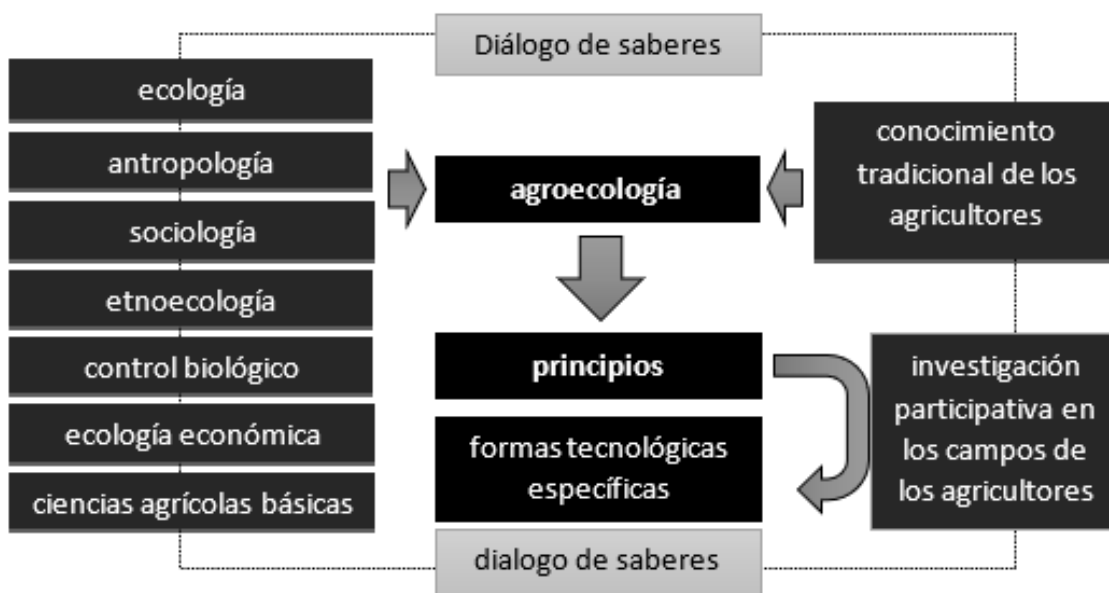 Diálogo de saberes
ecología
antropología
sociología
etnoecología
control biológico
ecología económica
ciencias agrícolas básicas
agroecología
principios
formas tecnológicas
específicas
conocimiento
tradicional de los
agricultores
investigación
participativa en
los campos de
los agricultores
dialogo de saberes